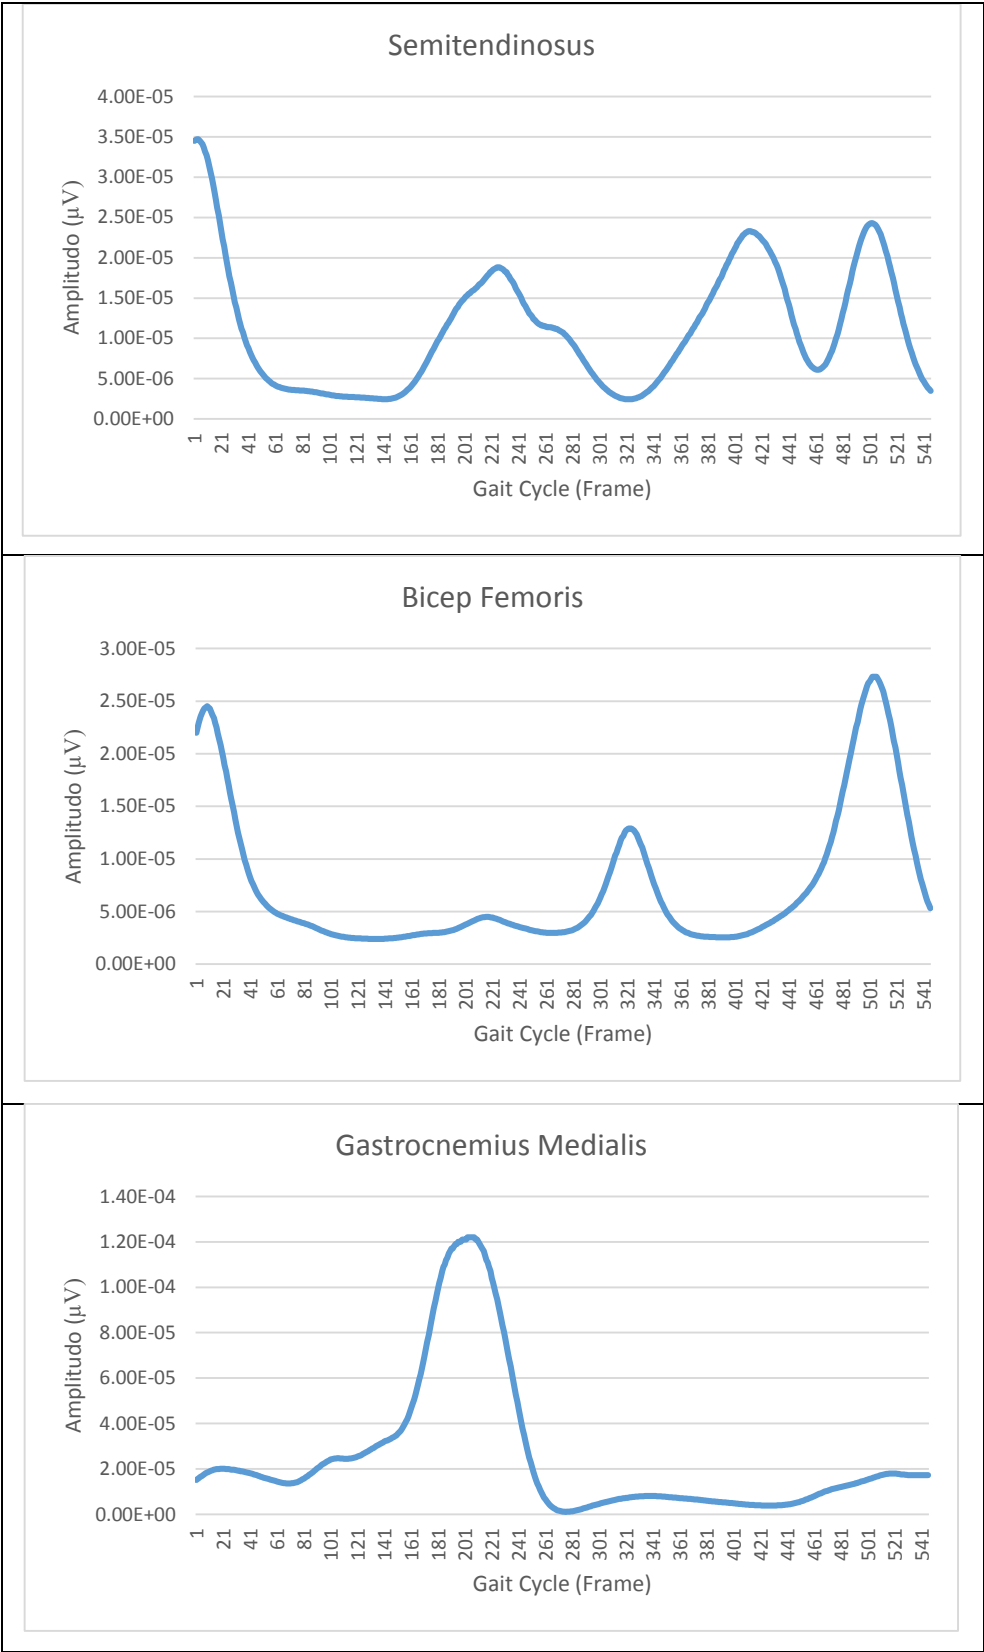 Semitendinosus
4.00E-05
3.50E-05
3.00E-05
2.50E-05
2.00E-05
1.50E-05
1.00E-05
5.00E-06
0.00E+00
Amplitudo (µV)
1 21 41 61 81 101 121 141 161 181 201 221 241 261 281 301 321 341 361 381 401 421 441 461 481 501 521 541
Gait Cycle (Frame)
Bicep Femoris
3.00E-05
2.50E-05
2.00E-05
1.50E-05
1.00E-05
5.00E-06
0.00E+00
Amplitudo (µV)
1 21 41 61 81 101 121 141 161 181 201 221 241 261 281 301 321 341 361 381 401 421 441 461 481 501 521 541
Gait Cycle (Frame)
Gastrocnemius Medialis
1.40E-04
1.20E-04
1.00E-04
8.00E-05
6.00E-05
4.00E-05
2.00E-05
0.00E+00
Amplitudo (µV)
1 21 41 61 81 101 121 141 161 181 201 221 241 261 281 301 321 341 361 381 401 421 441 461 481 501 521 541
Gait Cycle (Frame)